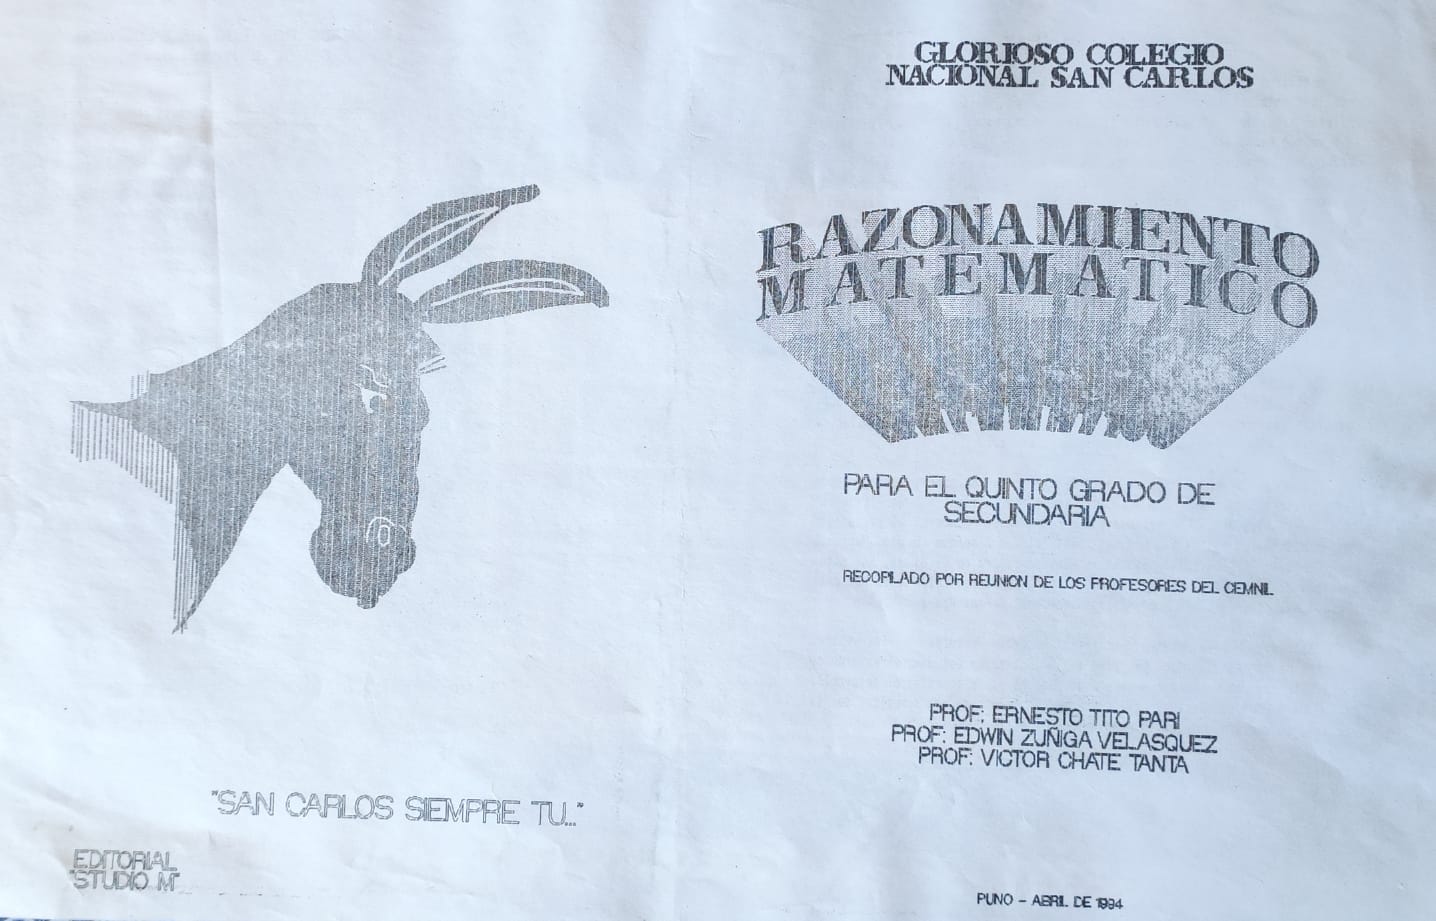 "SAN CARLOS SIEMPRE TU..."
EDITORIAL
"STUDIO M"
GLORIOSO COLEGIO
NACIONAL SAN CARLOS
RAZONAMIENTO
MATEMATICO
PARA EL QUINTO GRADO DE
SECUNDARIA
RECOPILADO POR REUNION DE LOS PROFESORES DEL CEMNIL
PROF: ERNESTO TITO PARI
PROF: EDWIN ZUÑIGA VELASQUEZ
PROF: VICTOR CHATE TANTA
PUNO - ABRIL DE 1994